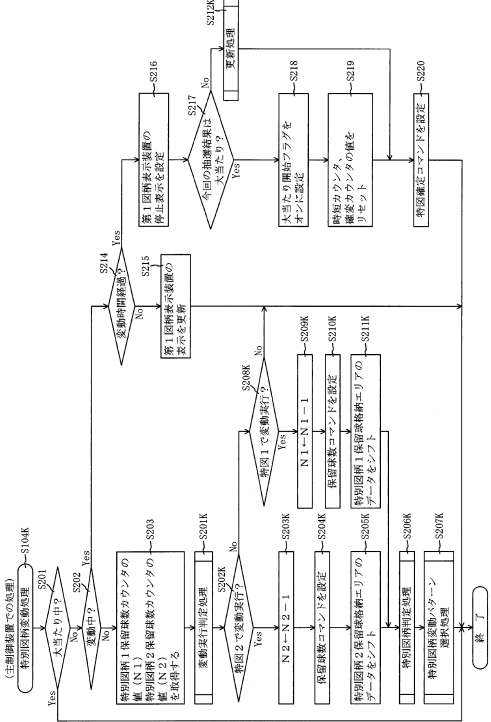 (主制御装置での処理)
特別図柄変動処理
S104K
S201
大当たり中?
Yes
No
S202
変動中?
Yes
No
S203
特別図柄1保留球数カウンタの
値(N1)
特別図柄2保留球数カウンタの
値(N2)
を取得する
S201K
変動実行判定処理
S202K
特図2で変動実行?
No
Yes
S203K
N2←N2-1
S204K
保留球数コマンドを設定
S205K
特別図柄2保留球格納エリアの
データをシフト
S206K
特別図柄判定処理
S207K
特別図柄変動パターン
選択処理
終 了
S208K
特図1で変動実行?
No
Yes
S209K
N1←N1-1
S210K
保留球数コマンドを設定
S211K
特別図柄1保留球格納エリアの
データをシフト
S214
変動時間経過?
Yes
No
S215
第1図柄表示装置の
表示を更新
S216
第1図柄表示装置の
停止表示を設定
S217
今回の抽選結果は
大当たり?
No
Yes
S212K
更新処理
S218
大当たり開始フラグを
オンに設定
S219
時短カウンタ、
確変カウンタの値を
リセット
S220
特図確定コマンドを設定